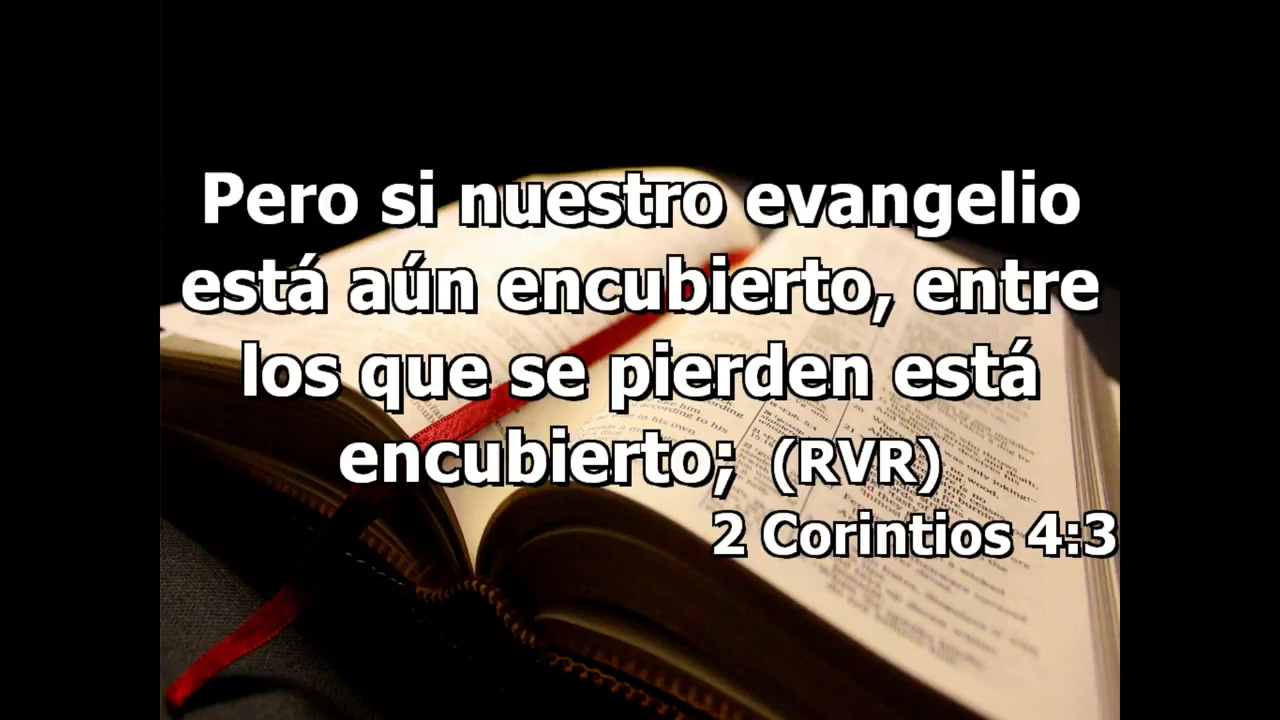 Pero si nuestro evangelio
está aún encubierto, entre
los que se pierden está
encubierto; (RVR)
2 Corintios 4:3